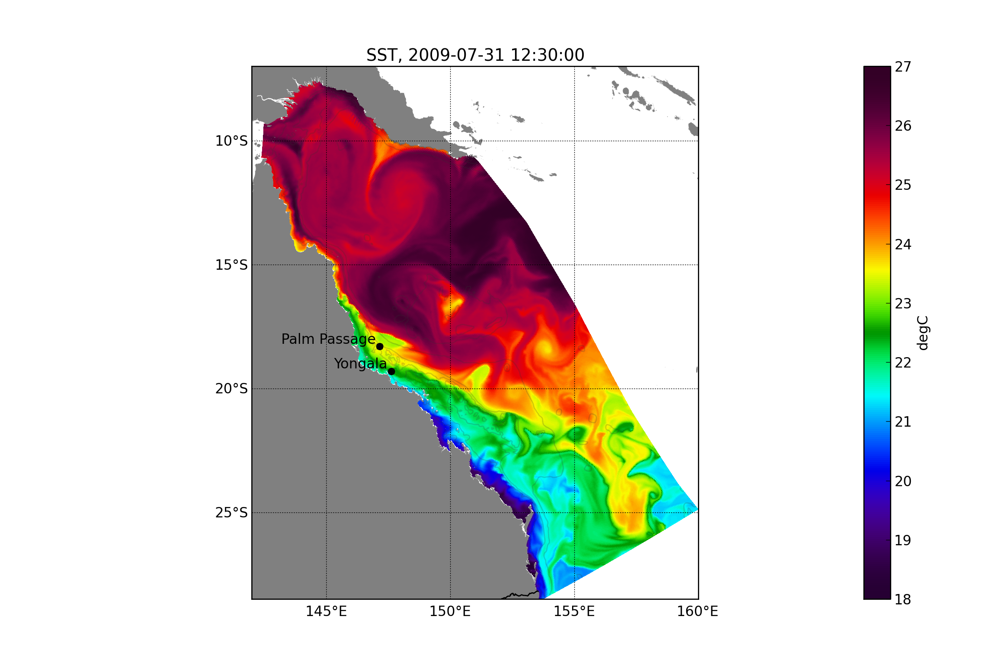 SST, 2009-07-31 12:30:00
10°S
15°S
20°S
25°S
Palm Passage
Yongala
145°E
150°E
155°E
160°E
27
26
25
24
23
22
21
20
19
18
degC